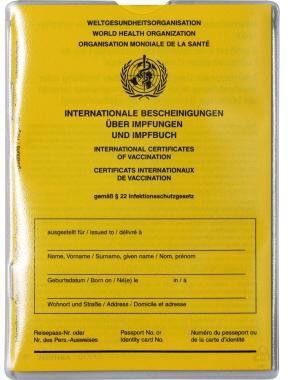 WELTGESUNDHEITSORGANISATION
WORLD HEALTH ORGANIZATION
ORGANISATION MONDIALE DE LA SANTÉ
INTERNATIONALE BESCHEINIGUNGEN
ÜBER IMPFUNGEN
UND IMPFBUCH
INTERNATIONAL CERTIFICATES
OF VACCINATION
CERTIFICATS INTERNATIONAUX
DE VACCINATION
gemäß § 22 Infektionsschutzgesetz
ausgestellt für / issued to / délivré à
Name, Vorname / Surname, given name / Nom, prénom
Geburtsdatum / Born on / Né(e) le in / à
Wohnort und Straße / Address / Domicile et adresse
Reisepass-Nr. oder Passport No. or Numéro du passeport ou
Nr. des Pers.-Ausweises Identity card No. de la carte d'identité